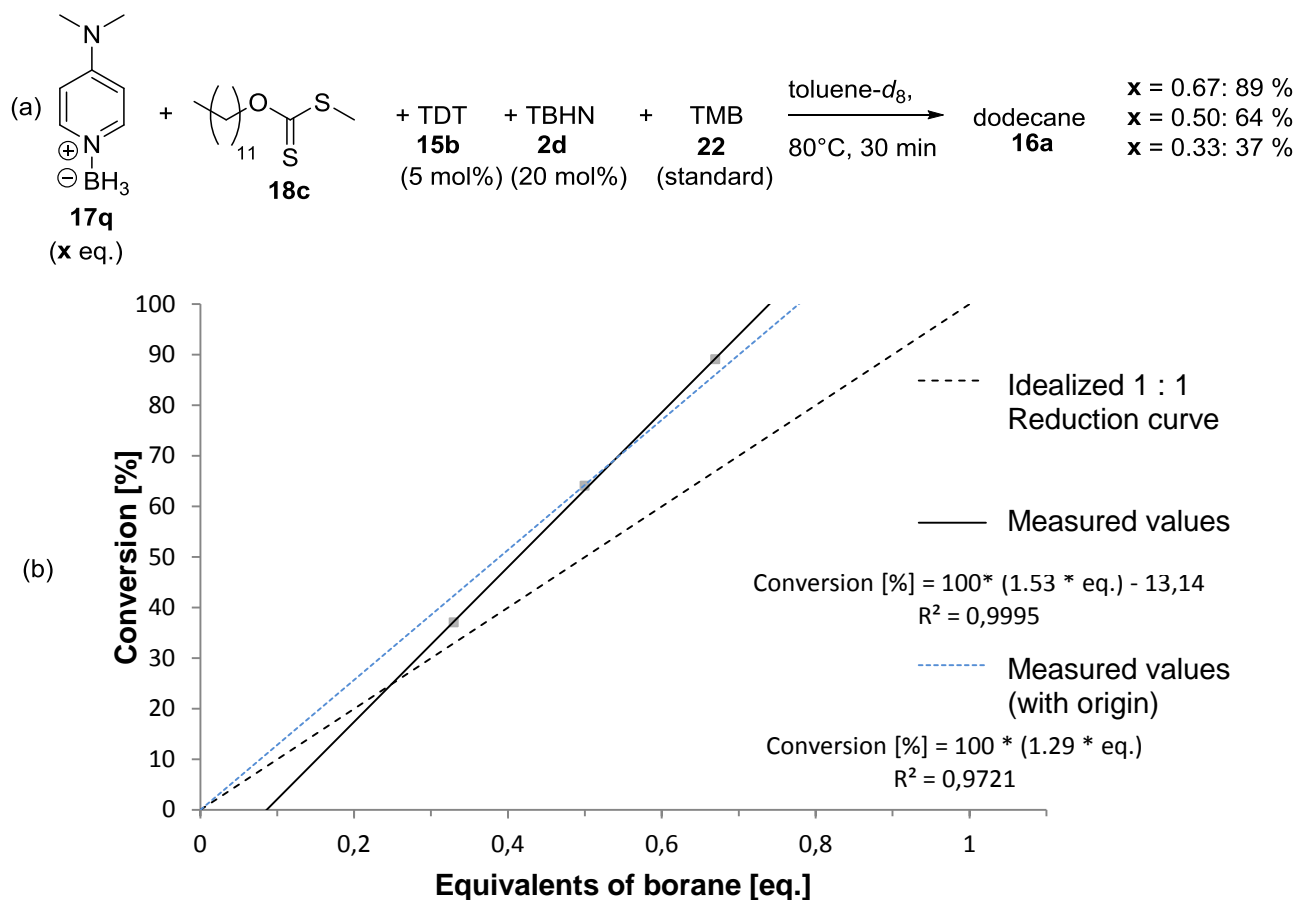 (a)
N
N
⊕
⊖ BH3
17q
(x eq.)
+
( )11 O S
S
18c
+ TDT
15b
(5 mol%)
+ TBHN
2d
(20 mol%)
+ TMB
22
(standard)
toluene-d8,
80°C, 30 min
dodecane
16a
x = 0.67: 89 %
x = 0.50: 64 %
x = 0.33: 37 %
(b)
Conversion [%]
100
90
80
70
60
50
40
30
20
10
0
0 0,2 0,4 0,6 0,8 1
Equivalents of borane [eq.]
Idealized 1 : 1
Reduction curve
Measured values
Conversion [%] = 100* (1.53 * eq.) - 13,14
R² = 0,9995
Measured values
(with origin)
Conversion [%] = 100 * (1.29 * eq.)
R² = 0,9721